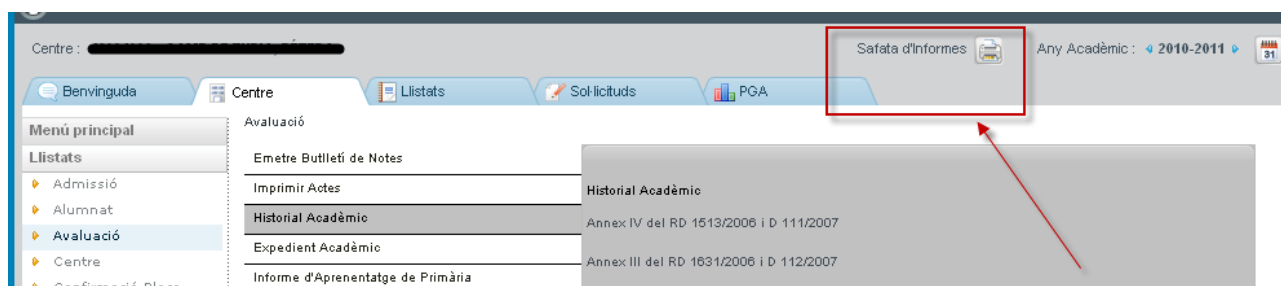 Centre :
Safata d'Informes
Any Acadèmic : 2010-2011
31
Benvinguda
Centre
Llistats
Sol·licituds
PGA
Menú principal
Llistats
Admissió
Alumnat
Avaluació
Centre
Avaluació
Emetre Butlletí de Notes
Imprimir Actes
Historial Acadèmic
Expedient Acadèmic
Informe d'Aprenentatge de Primària
Historial Acadèmic
Annex IV del RD 1513/2006 i D 111/2007
Annex III del RD 1631/2006 i D 112/2007